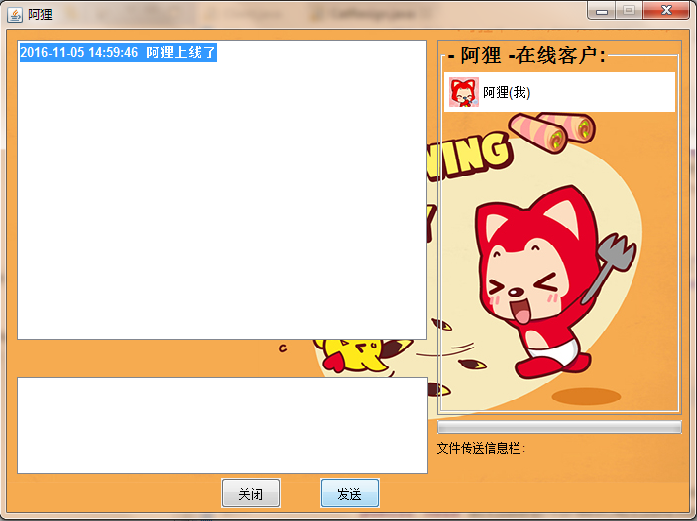 阿狸
2016-11-05 14:59:46 阿狸上线了
- 阿狸 -在线客户:
阿狸(我)
NING
Y
文件传送信息栏:
关闭
发送